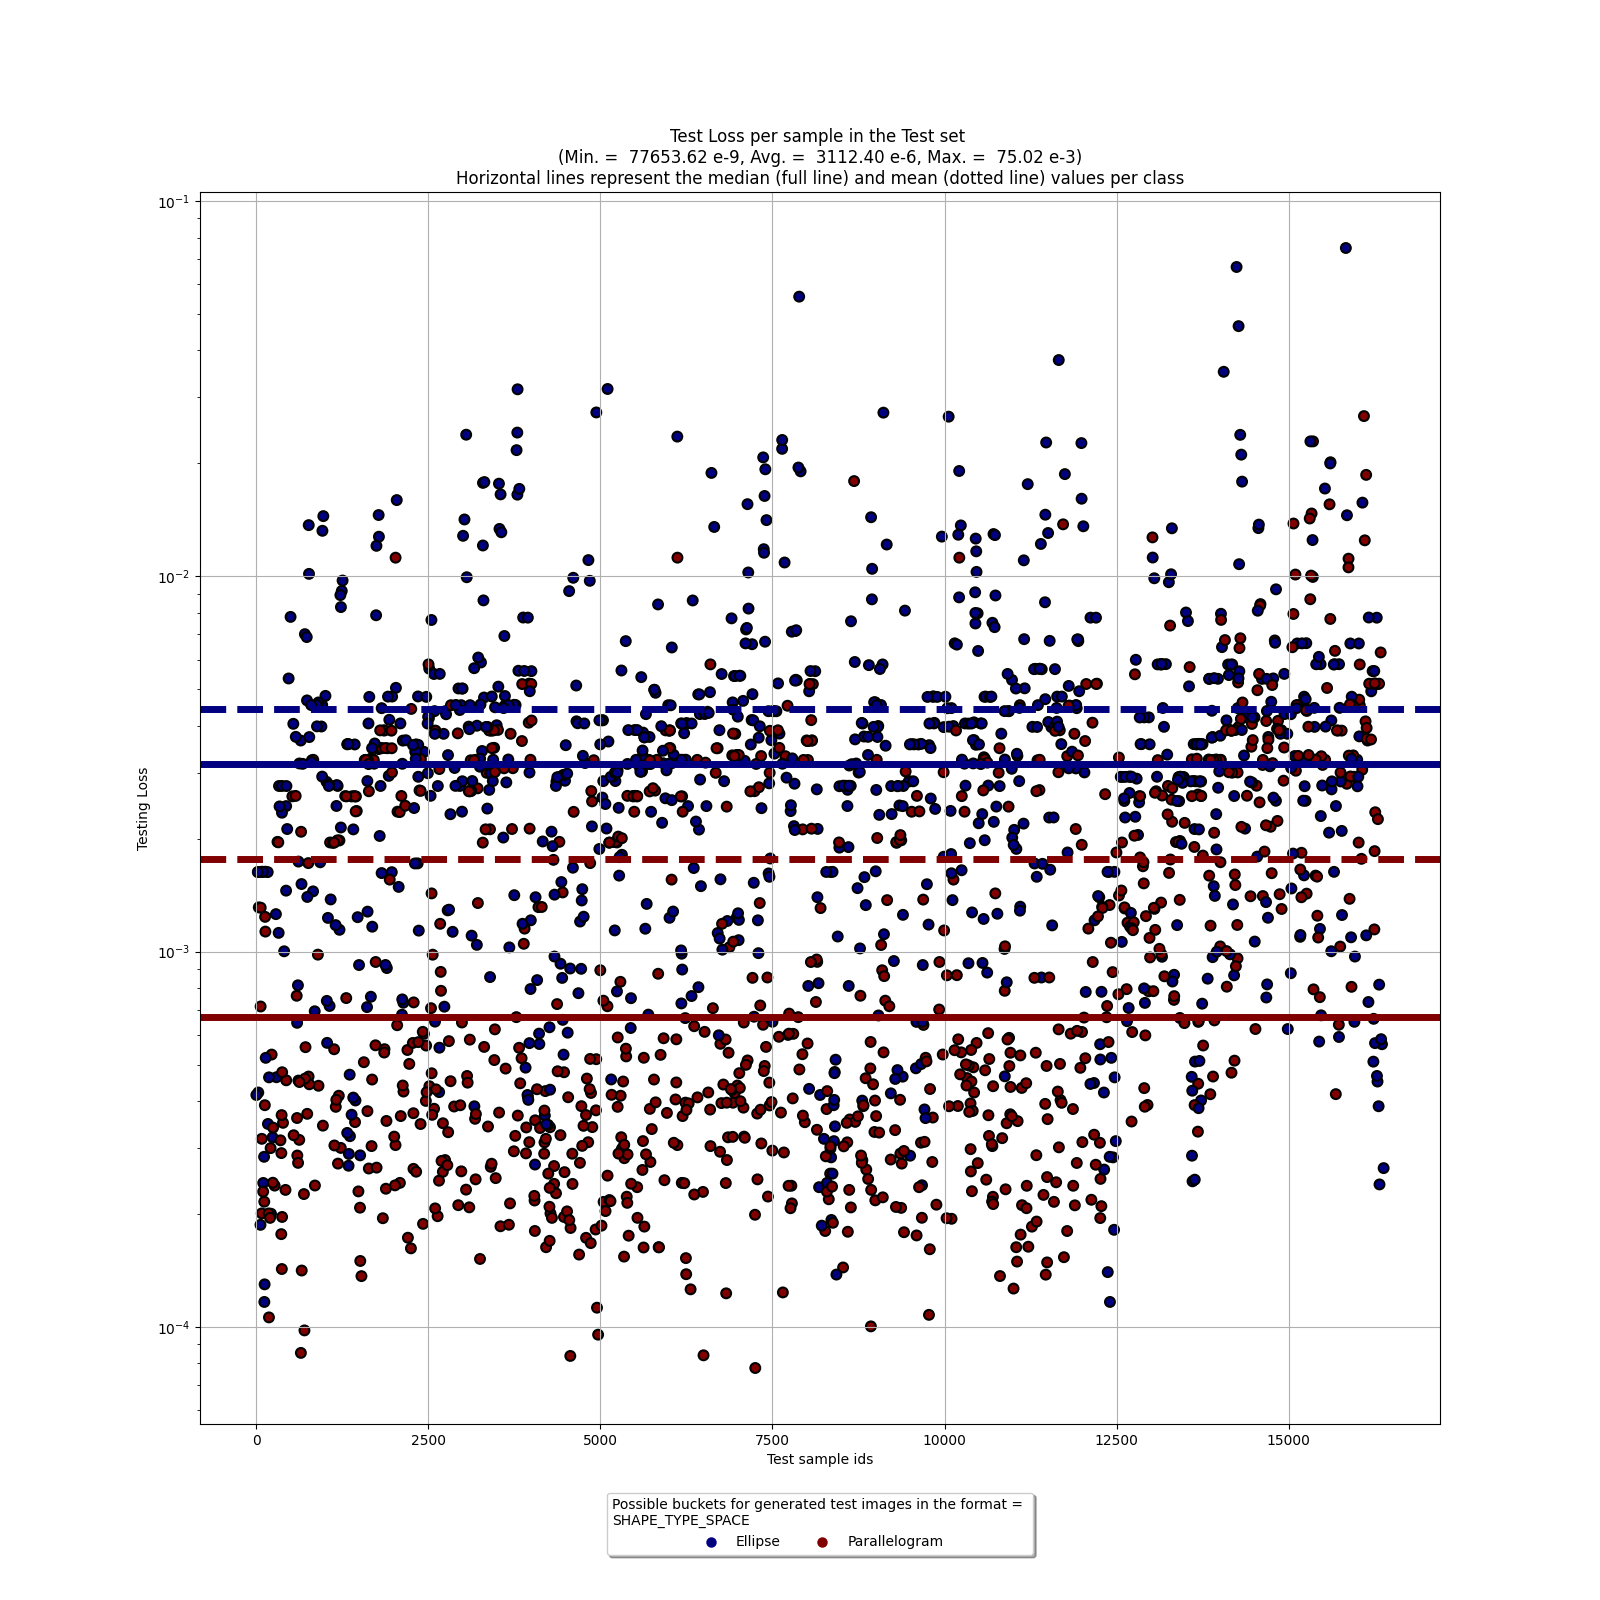 Test Loss per sample in the Test set
(Min. =  77653.62 e-9, Avg. =  3112.40 e-6, Max. =  75.02 e-3)
Horizontal lines represent the median (full line) and mean (dotted line) values per class
10⁻¹
10⁻²
10⁻³
10⁻⁴
Testing Loss
0 2500 5000 7500 10000 12500 15000
Test sample ids
Possible buckets for generated test images in the format =
SHAPE_TYPE_SPACE
Ellipse Parallelogram